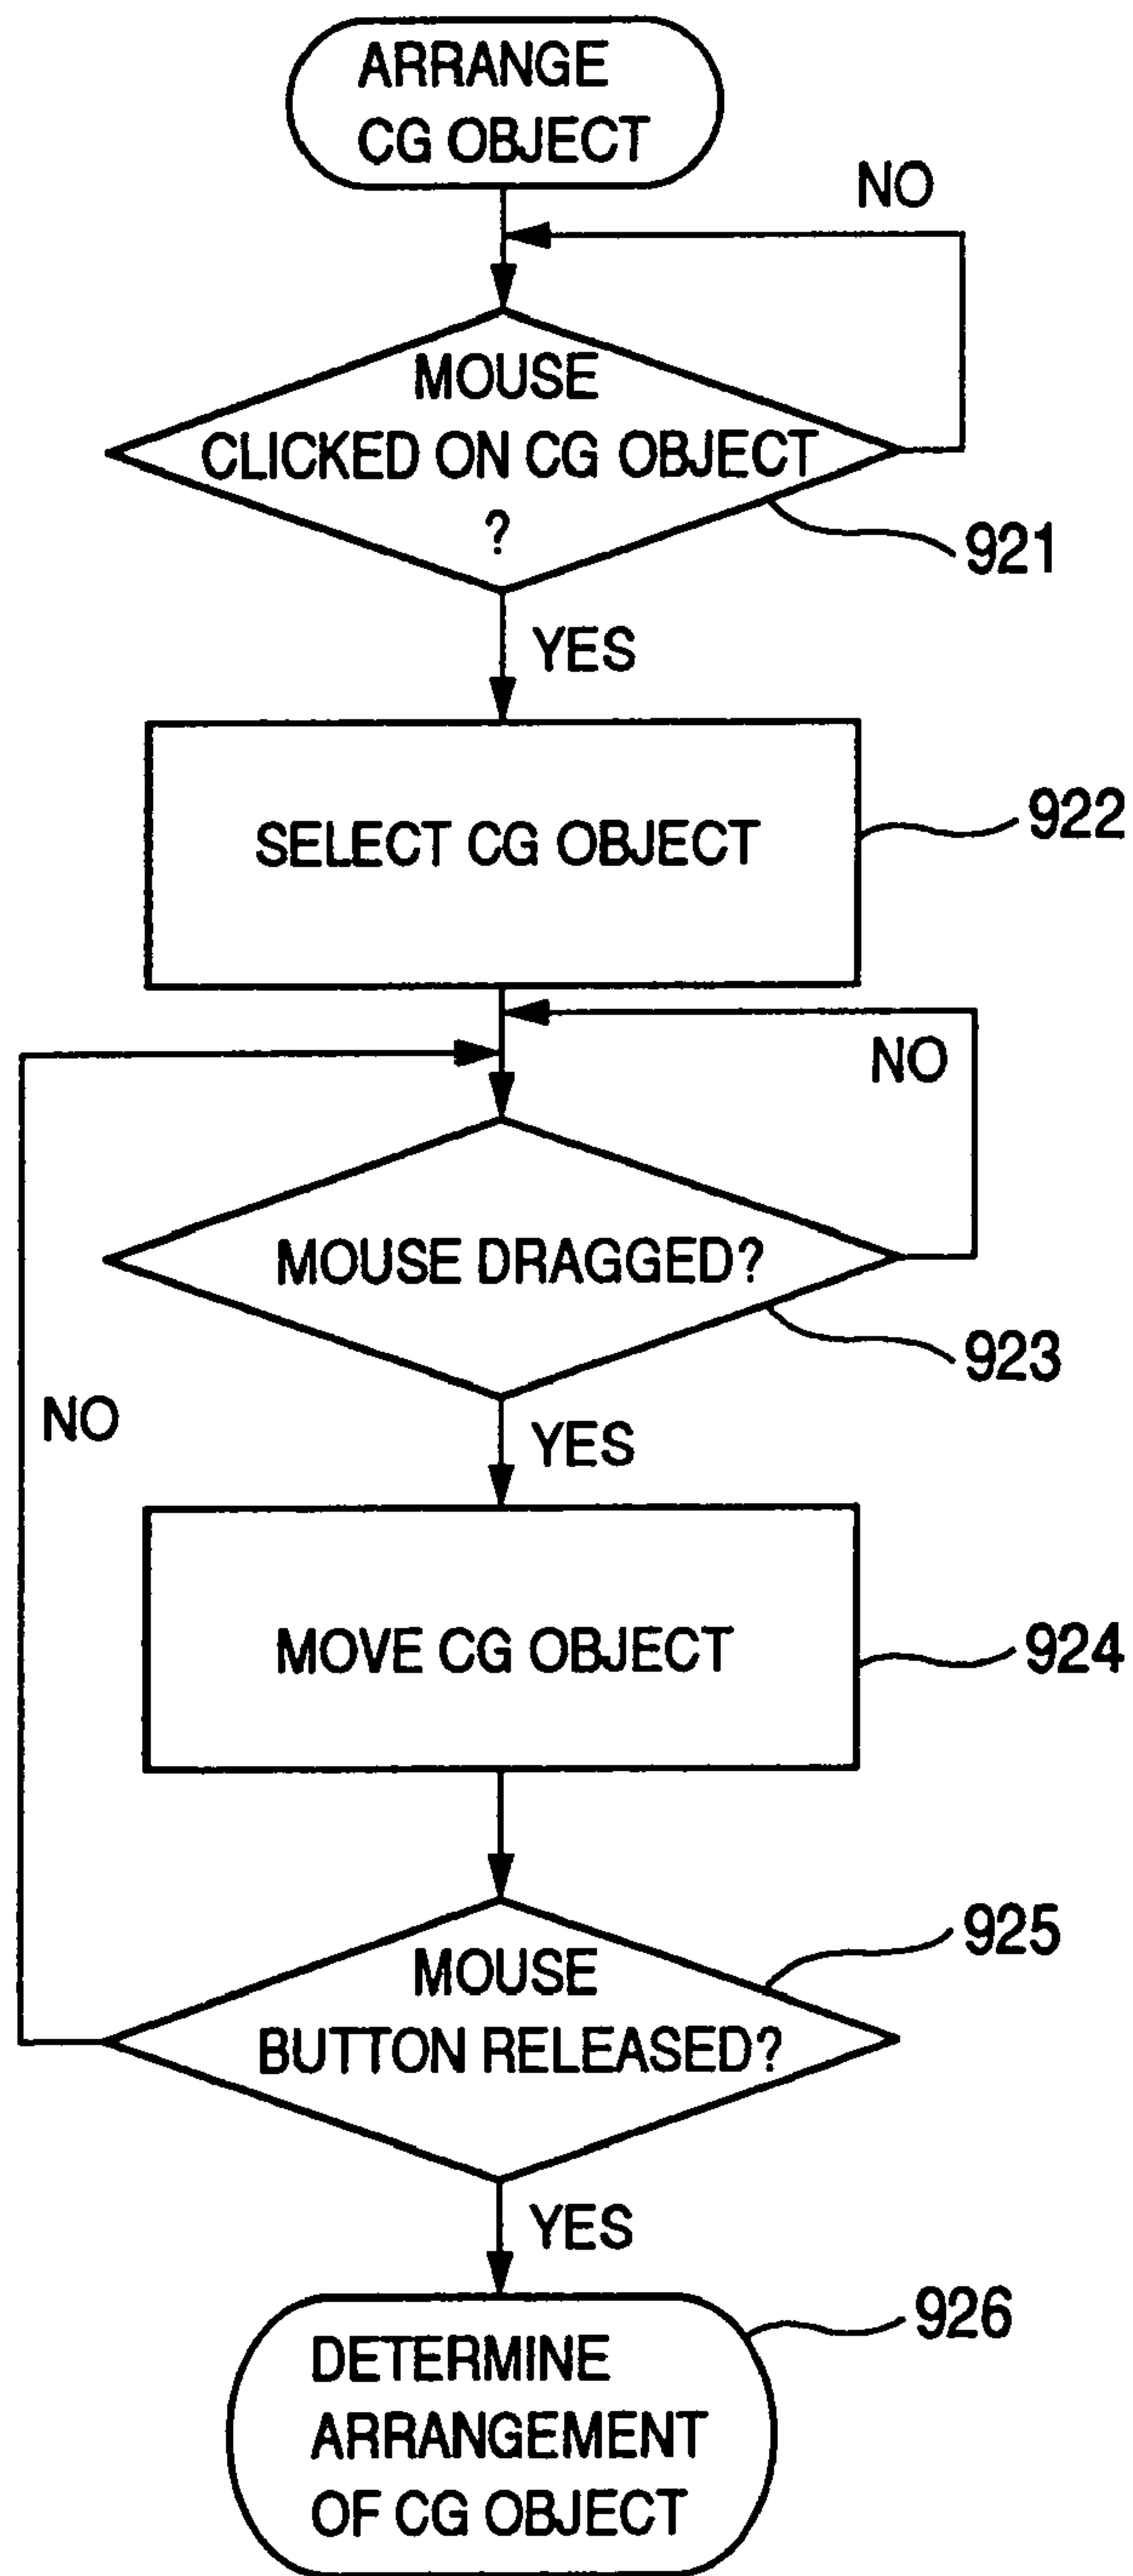 ARRANGE
CG OBJECT
NO
MOUSE
CLICKED ON CG OBJECT
?
921
YES
SELECT CG OBJECT
922
NO
MOUSE DRAGGED?
923
NO
YES
MOVE CG OBJECT
924
925
MOUSE
BUTTON RELEASED?
YES
926
DETERMINE
ARRANGEMENT
OF CG OBJECT